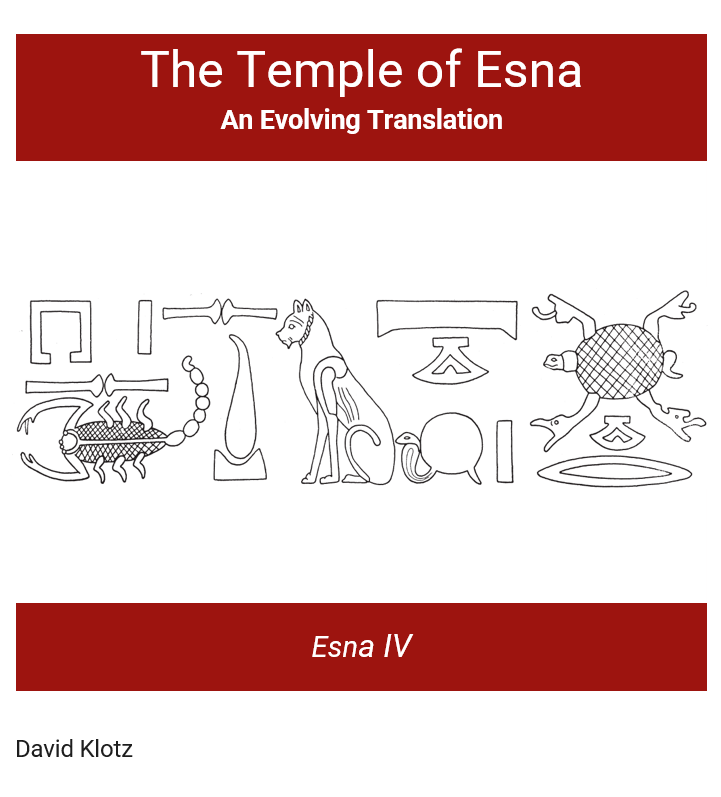 The Temple of Esna
An Evolving Translation
Esna IV
David Klotz